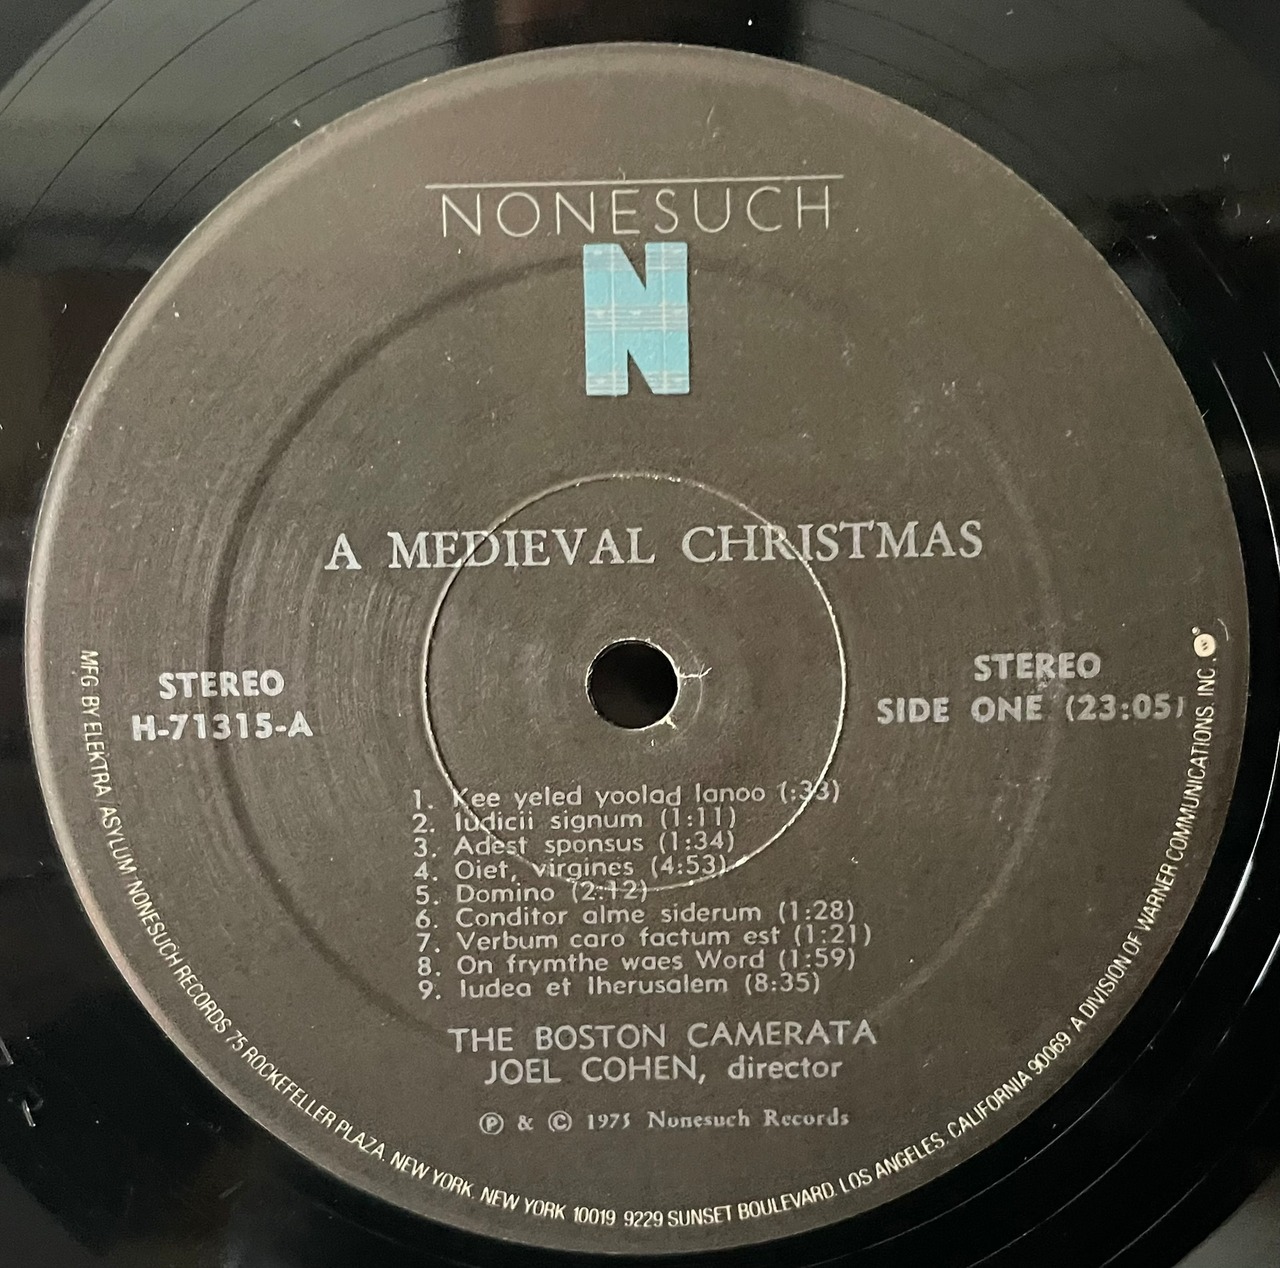 NONESUCH
N
A MEDIEVAL CHRISTMAS
STEREO
H-71315-A
STEREO
SIDE ONE (23:05)
1. Kee yeled yoolad lanoo (:33)
2. Iudicii signum (1:11)
3. Adest sponsus (1:34)
4. Oiet, virgines (4:53)
5. Domino (2:12)
6. Conditor alme siderum (1:28)
7. Verbum caro factum est (1:21)
8. On frymthe waes Word (1:59)
9. Iudea et Iherusalem (8:35)
THE BOSTON CAMERATA
JOEL COHEN, director
Ⓟ & © 1975 Nonesuch Records
MFG. BY ELEKTRA/ASYLUM/NONESUCH RECORDS 75 ROCKEFELLER PLAZA, NEW YORK, NEW YORK 10019 9229 SUNSET BOULEVARD, LOS ANGELES, CALIFORNIA 90069 A DIVISION OF WARNER COMMUNICATIONS, INC.